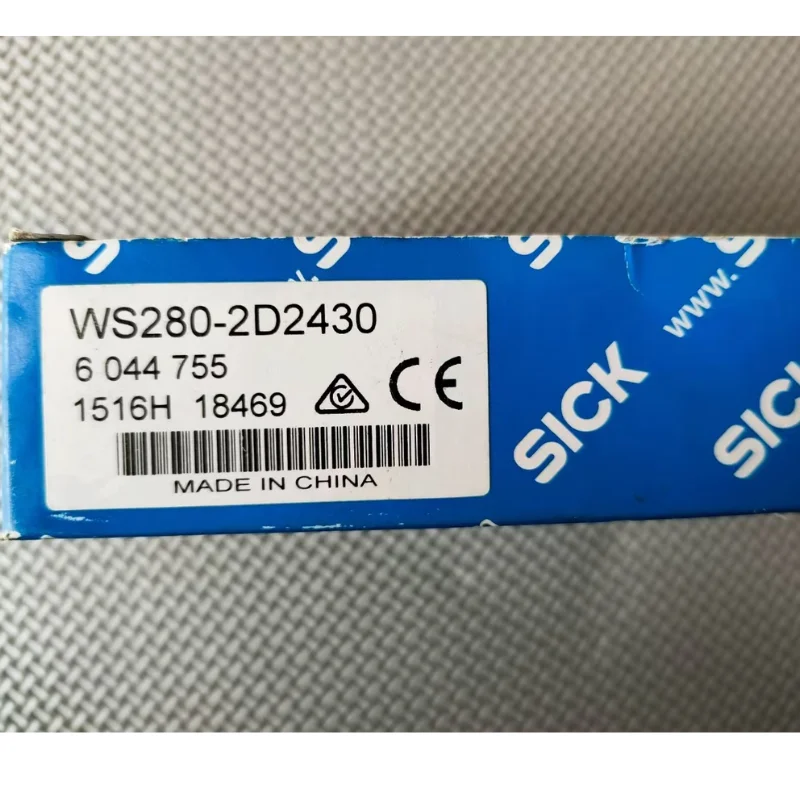 WS280-2D2430
6 044 755
1516H 18469
CE
MADE IN CHINA
SICK
www.
SICK